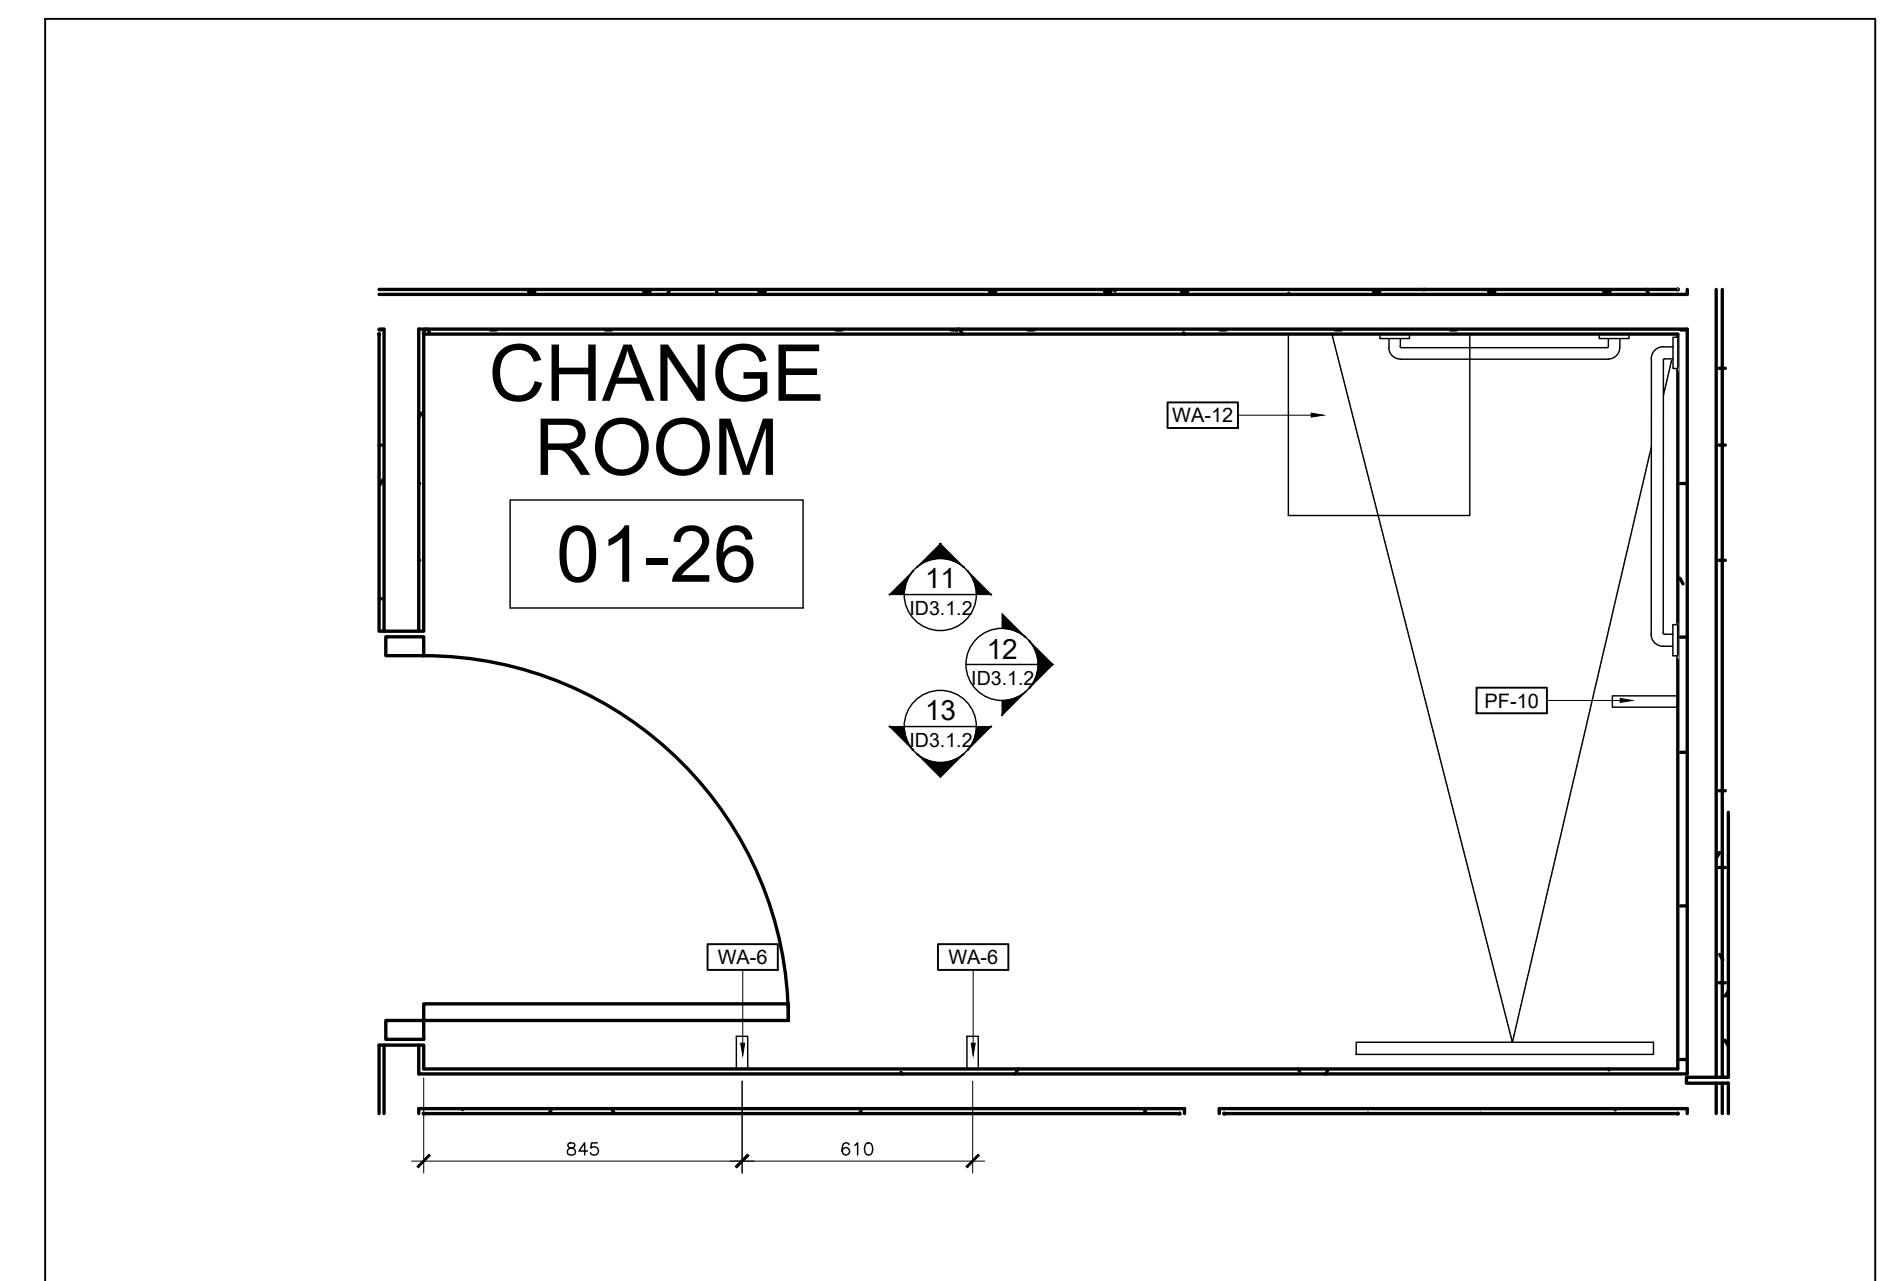 CHANGE
ROOM
01-26
WA-12
11
ID3.1.2
12
ID3.1.2
13
ID3.1.2
PF-10
WA-6
WA-6
845
610